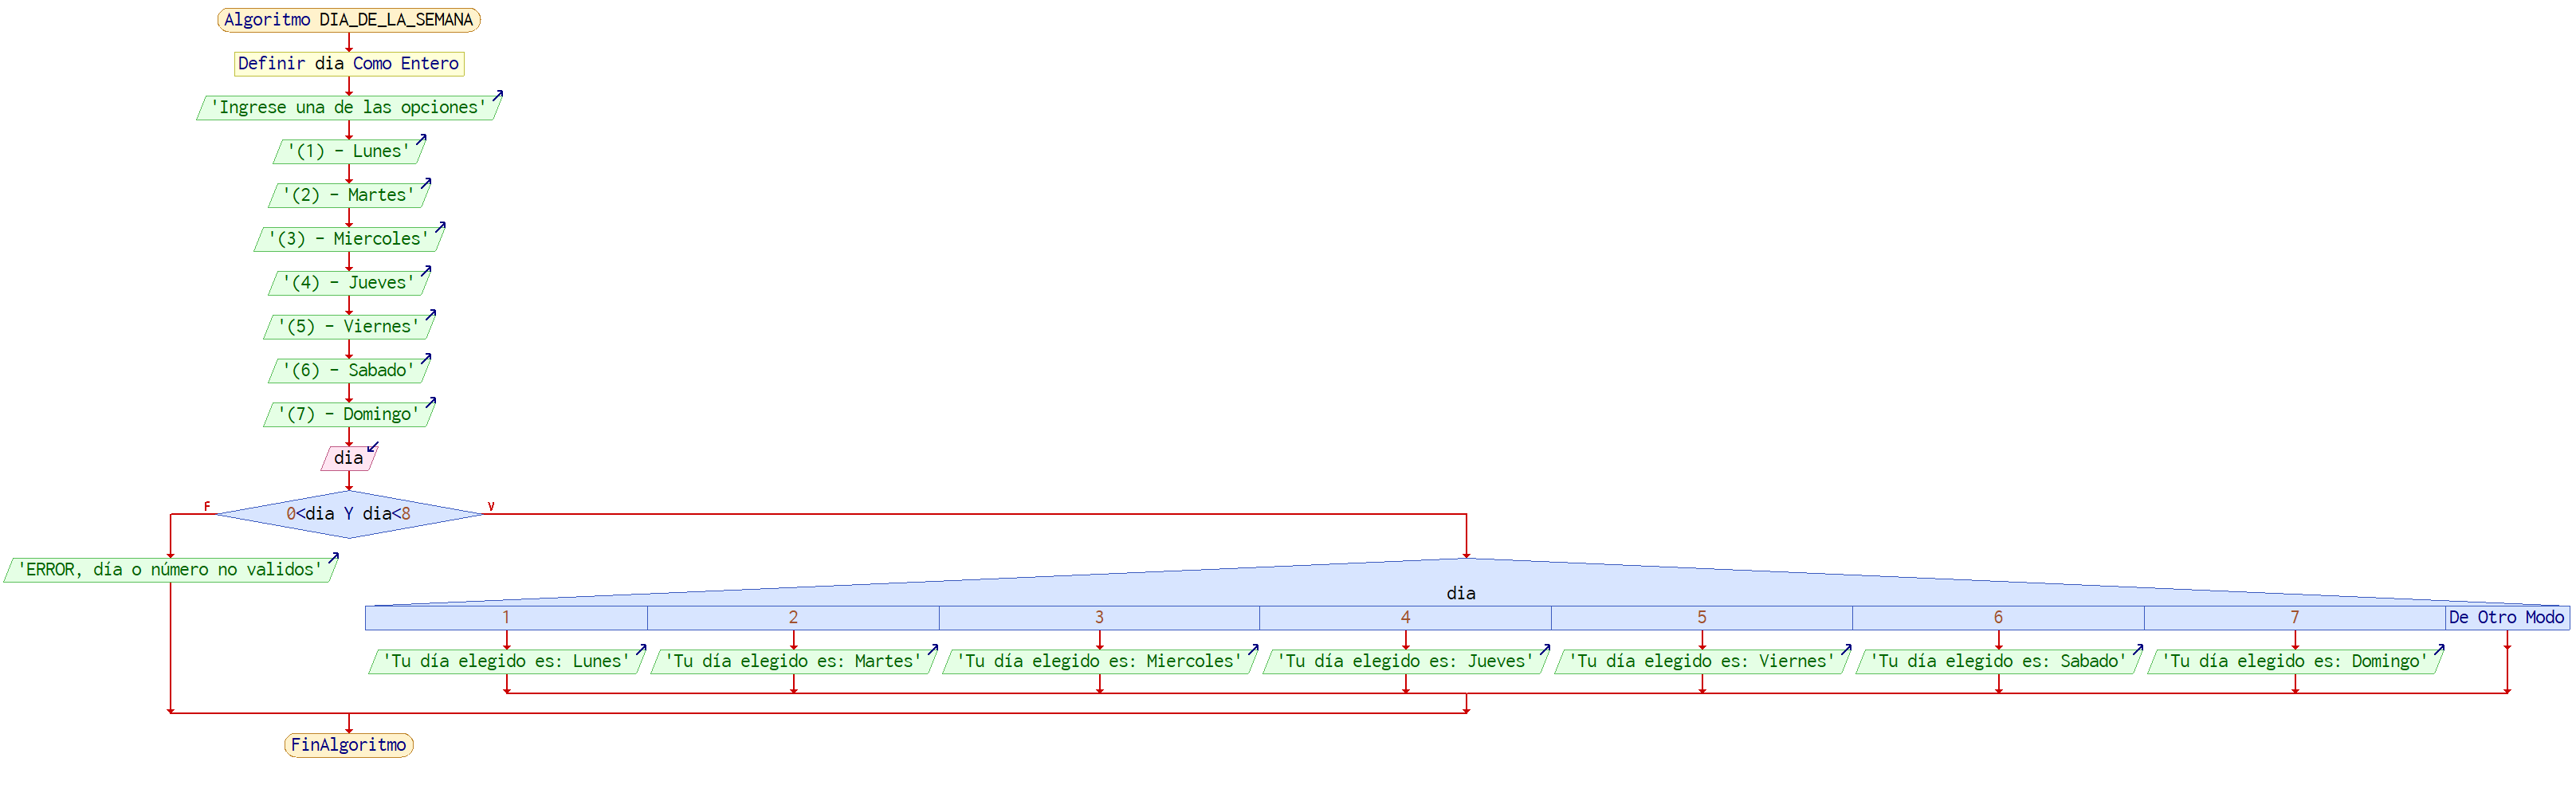 Algoritmo DIA_DE_LA_SEMANA
Definir dia Como Entero
'Ingrese una de las opciones'
'(1) - Lunes'
'(2) - Martes'
'(3) - Miercoles'
'(4) - Jueves'
'(5) - Viernes'
'(6) - Sabado'
'(7) - Domingo'
dia
F 0<dia Y dia<8 V
'ERROR, día o número no validos'
dia
1 2 3 4 5 6 7 De Otro Modo
'Tu día elegido es: Lunes' 'Tu día elegido es: Martes' 'Tu día elegido es: Miercoles' 'Tu día elegido es: Jueves' 'Tu día elegido es: Viernes' 'Tu día elegido es: Sabado' 'Tu día elegido es: Domingo'
FinAlgoritmo